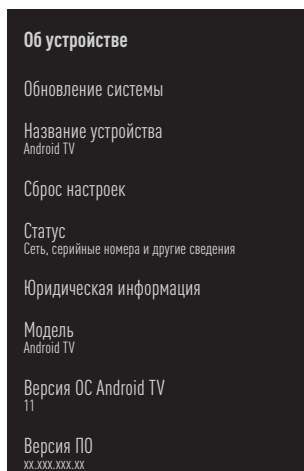 Об устройстве
Обновление системы
Название устройства
Android TV
Сброс настроек
Статус
Сеть, серийные номера и другие сведения
Юридическая информация
Модель
Android TV
Версия ОС Android TV
11
Версия ПО
xx.xxx.xxx.xx